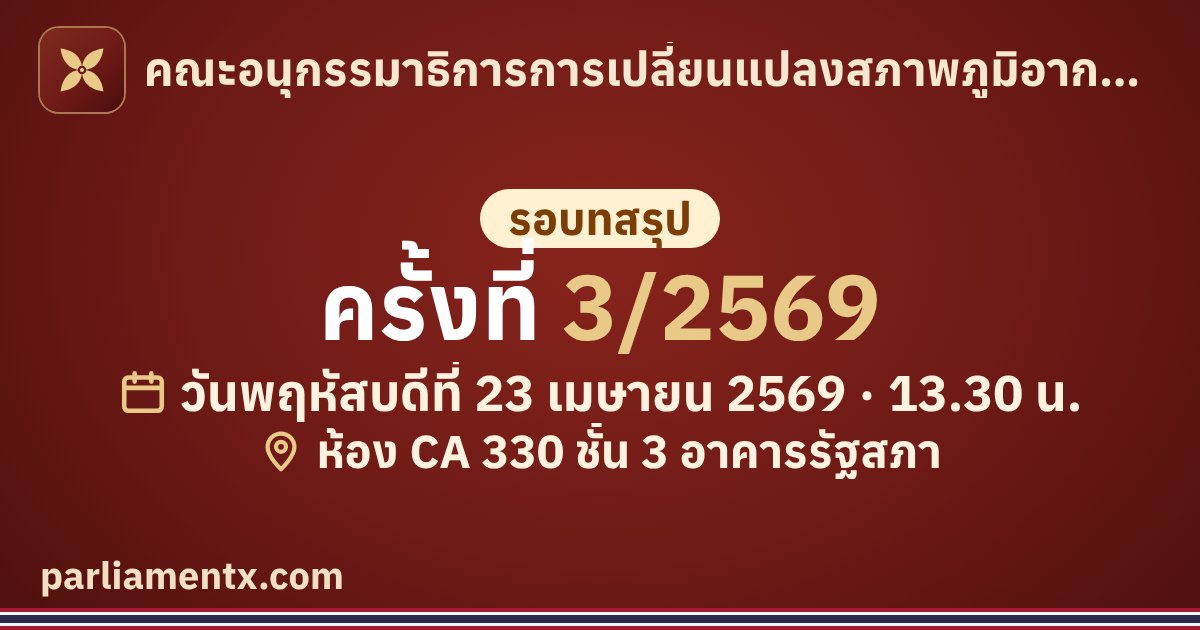 คณะอนุกรรมาธิการการเปลี่ยนแปลงสภาพภูมิอาก...
รอบทสรุป
ครั้งที่ 3/2569
วันพฤหัสบดีที่ 23 เมษายน 2569 · 13.30 น.
ห้อง CA 330 ชั้น 3 อาคารรัฐสภา
parliamentx.com